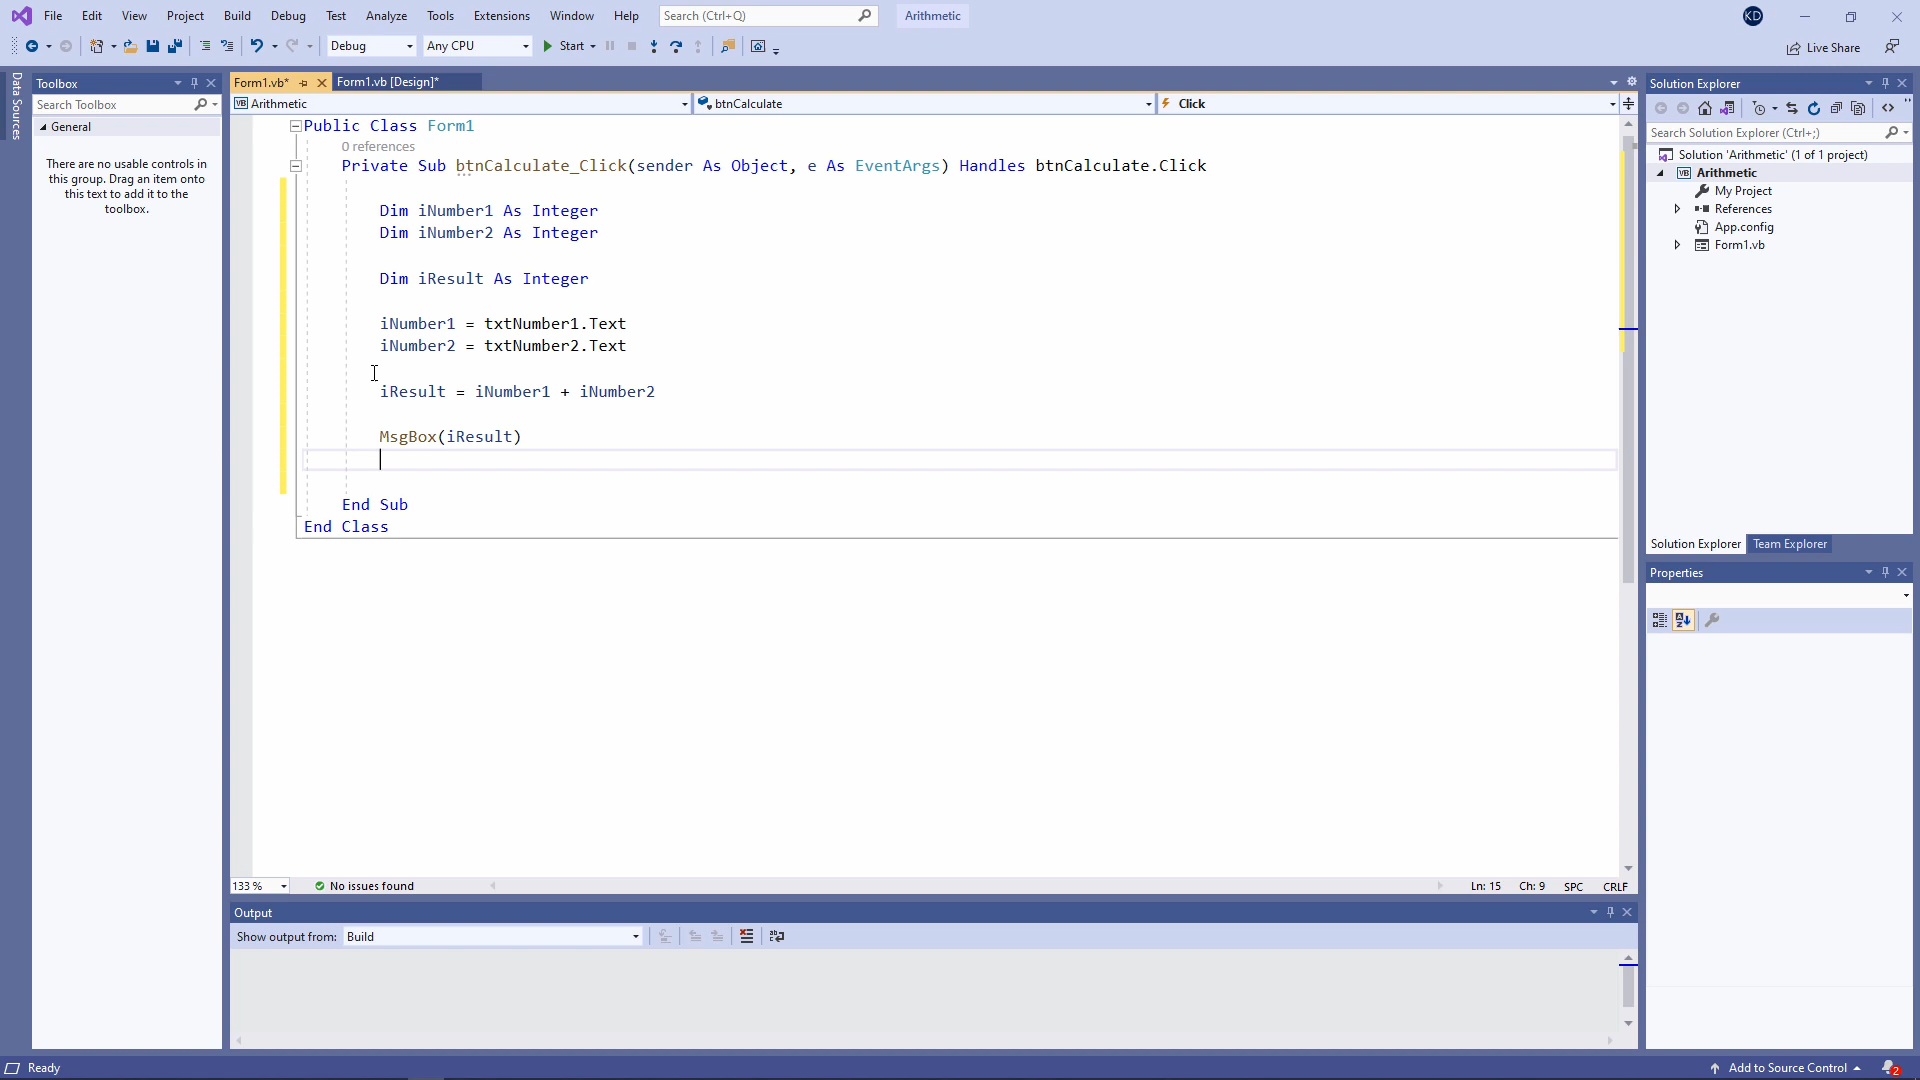 File Edit View Project Build Debug Test Analyze Tools Extensions Window Help Search (Ctrl+Q) Arithmetic KD
Debug Any CPU Start Live Share
Data Sources
Toolbox
Search Toolbox
General
There are no usable controls in
this group. Drag an item onto
this text to add it to the
toolbox.
Form1.vb* Form1.vb [Design]*
VB Arithmetic btnCalculate Click
Public Class Form1
0 references
Private Sub btnCalculate_Click(sender As Object, e As EventArgs) Handles btnCalculate.Click
Dim iNumber1 As Integer
Dim iNumber2 As Integer
Dim iResult As Integer
iNumber1 = txtNumber1.Text
iNumber2 = txtNumber2.Text
iResult = iNumber1 + iNumber2
MsgBox(iResult)
End Sub
End Class
133 % No issues found Ln: 15 Ch: 9 SPC CRLF
Output
Show output from: Build
Solution Explorer
Search Solution Explorer (Ctrl+;)
Solution 'Arithmetic' (1 of 1 project)
VB Arithmetic
My Project
References
App.config
Form1.vb
Solution Explorer Team Explorer
Properties
Ready Add to Source Control 2